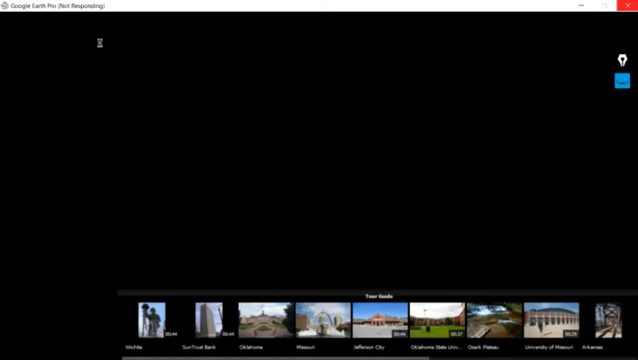 Google Earth Pro (Not Responding)
Tour Guide
00:44
00:44
00:44
00:37
00:29
Wichita
SunTrust Bank
Oklahoma
Missouri
Jefferson City
Oklahoma State Univ...
Ozark Plateau
University of Missouri
Arkansas